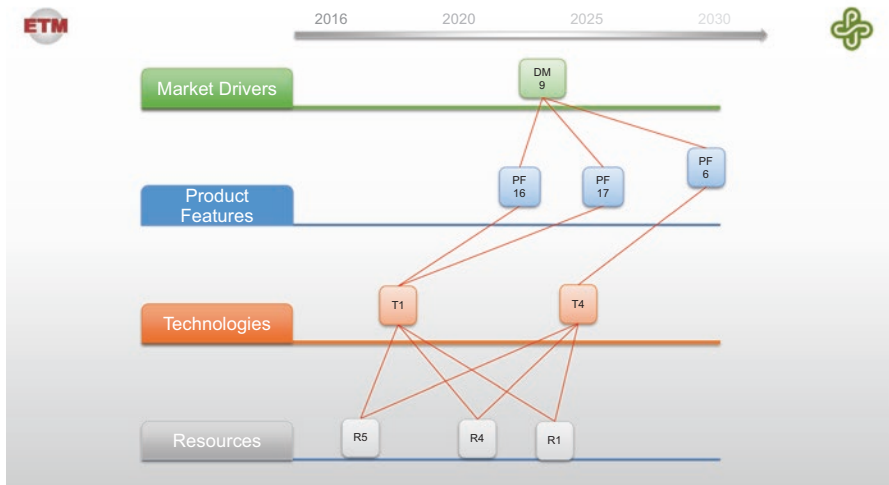 ETM
2016 2020 2025 2030
Market Drivers
DM
9
Product
Features
PF
16
PF
17
PF
6
Technologies
T1
T4
Resources
R5
R4
R1